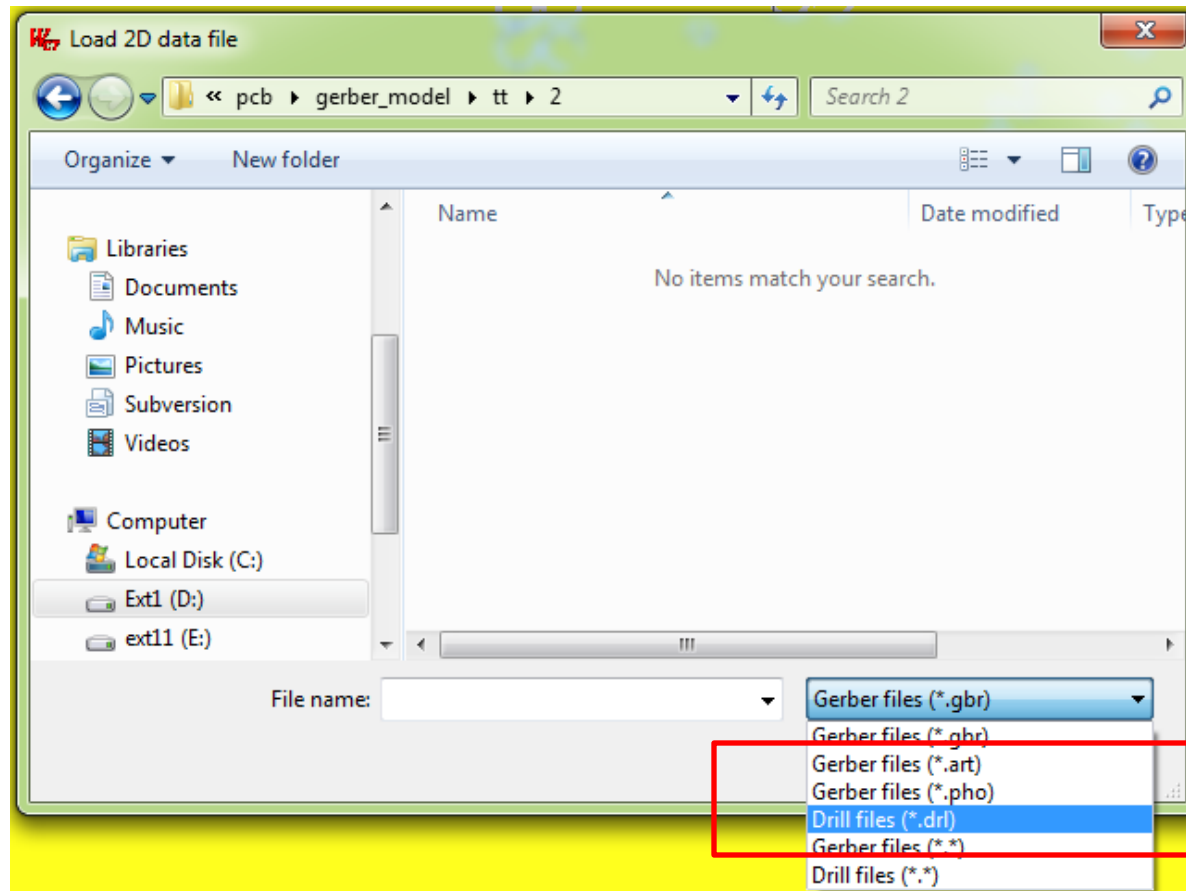 Load 2D data file
« pcb gerber_model tt 2
Search 2
Organize New folder
Name Date modified Type
No items match your search.
Libraries
Documents
Music
Pictures
Subversion
Videos
Computer
Local Disk (C:)
Ext1 (D:)
ext11 (E:)
File name: Gerber files (*.gbr)
Gerber files (*.gbr)
Gerber files (*.art)
Gerber files (*.pho)
Drill files (*.drl)
Gerber files (*.*)
Drill files (*.*)